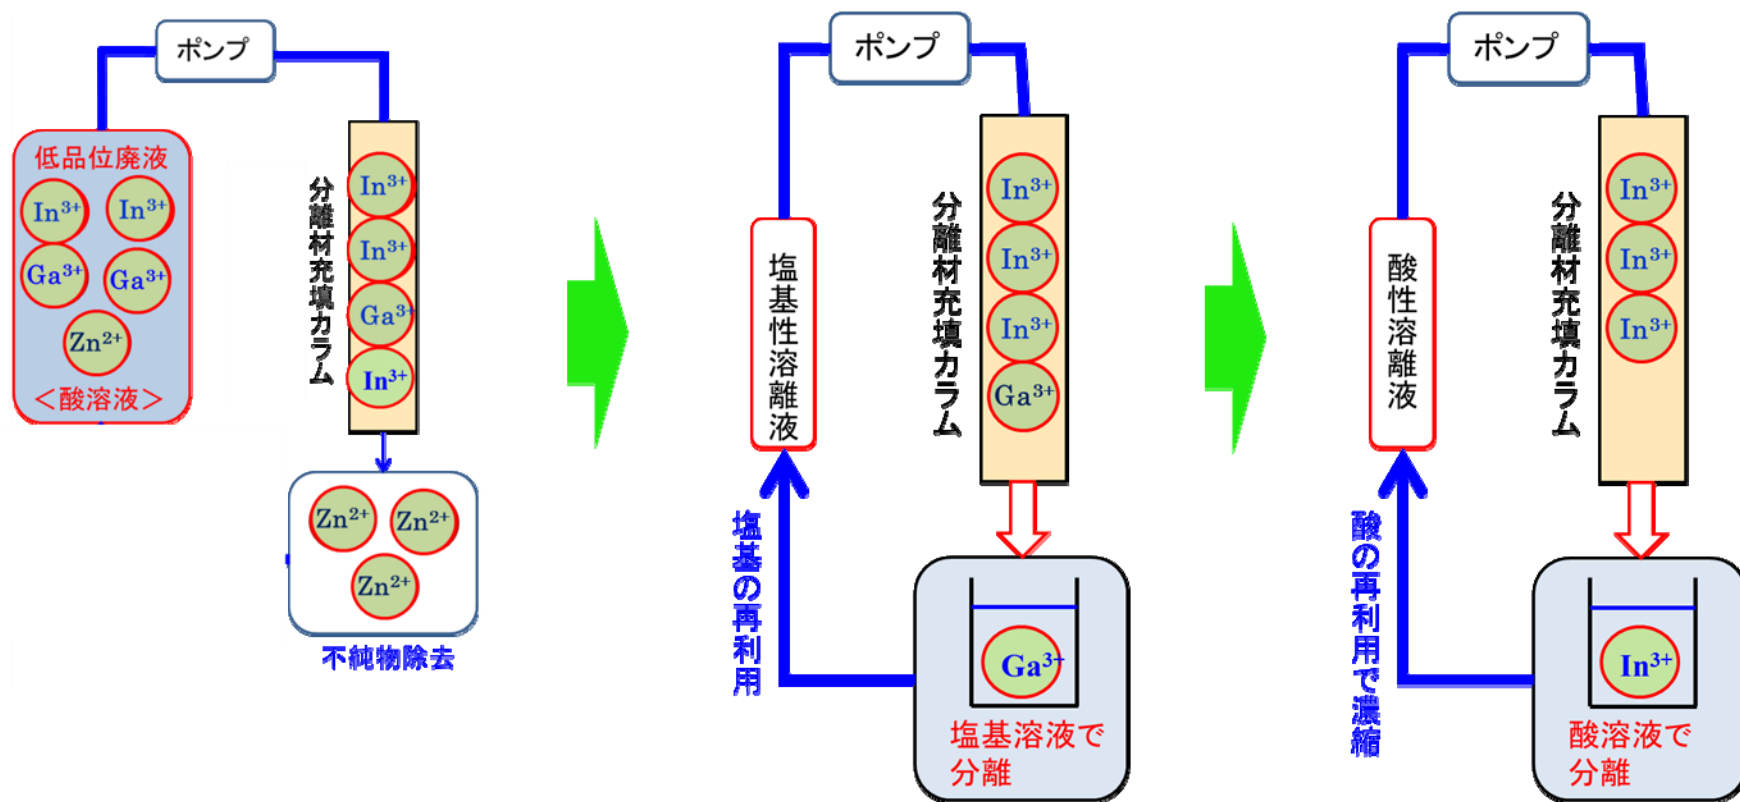 ポンプ
低品位廃液
In³⁺
In³⁺
Ga³⁺
Ga³⁺
Zn²⁺
＜酸溶液＞
分離材充填カラム
In³⁺
In³⁺
Ga³⁺
In³⁺
Zn²⁺
Zn²⁺
Zn²⁺
不純物除去
ポンプ
塩基性溶離液
分離材充填カラム
In³⁺
In³⁺
In³⁺
Ga³⁺
塩基の再利用
Ga³⁺
塩基溶液で
分離
ポンプ
酸性溶離液
分離材充填カラム
In³⁺
In³⁺
In³⁺
酸の再利用で濃縮
In³⁺
酸溶液で
分離